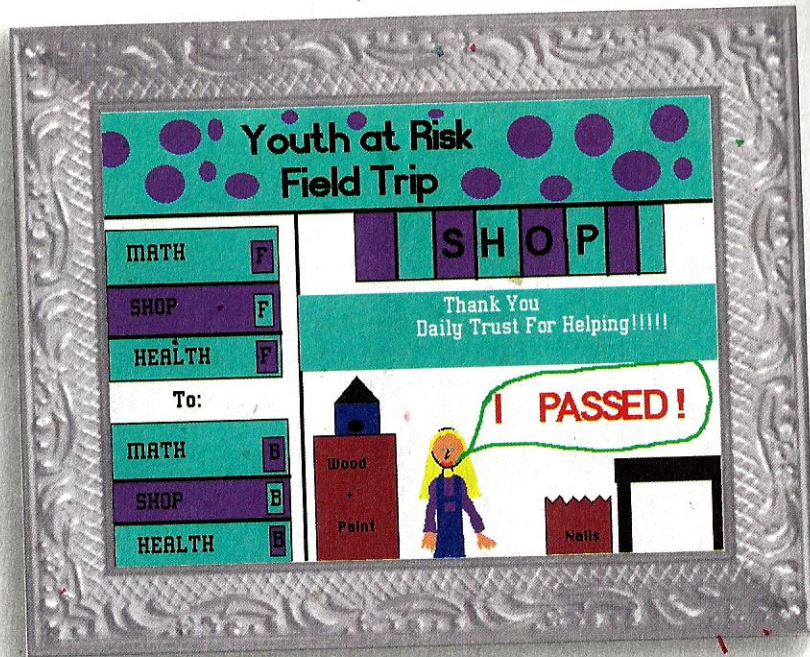 Youth at Risk
Field Trip
MATH F
SHOP F
HEALTH F
To:
MATH B
SHOP B
HEALTH B
SHOP
Thank You
Daily Trust For Helping!!!!!
I PASSED!
Wood
+
Paint
Nails